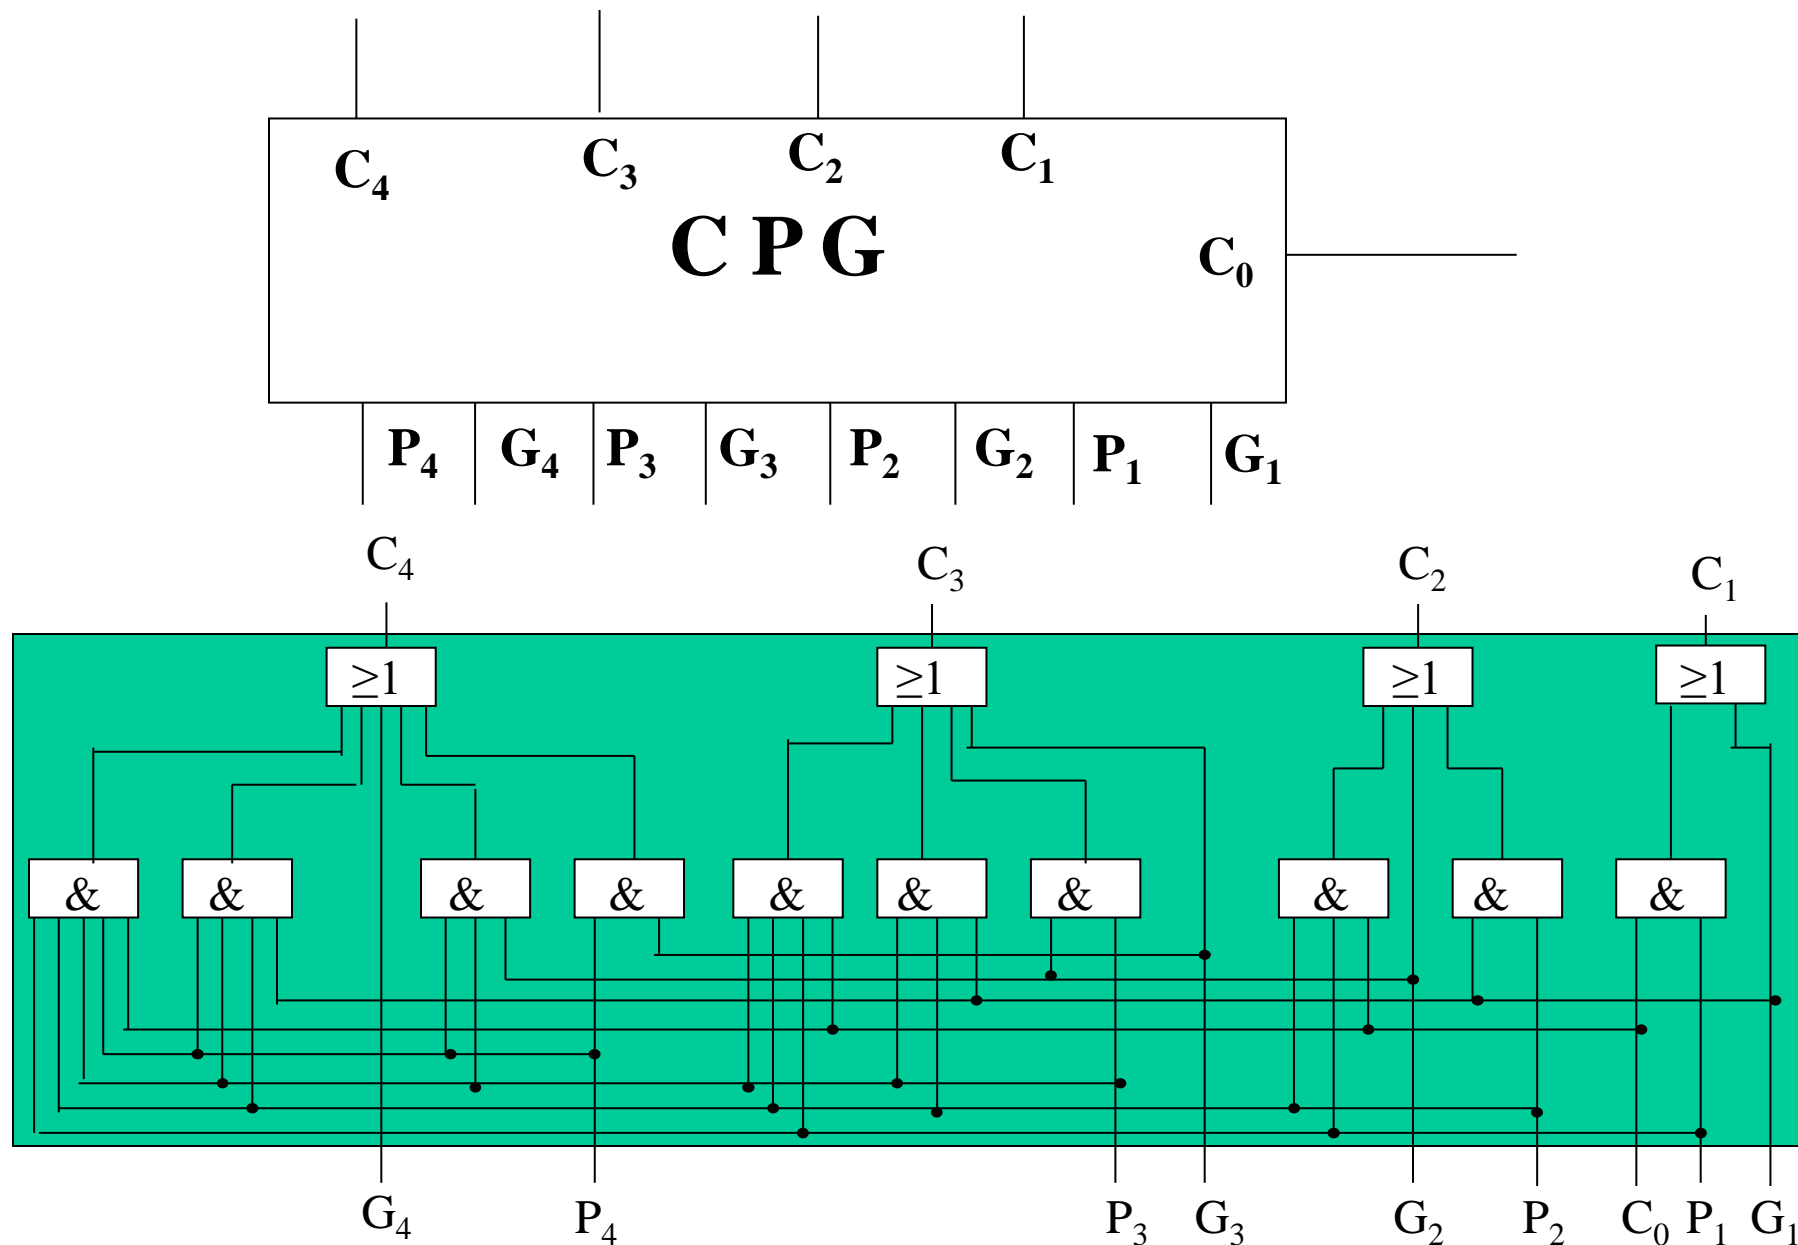 C₄ C₃ C₂ C₁
C P G C₀
P₄ G₄ P₃ G₃ P₂ G₂ P₁ G₁
C₄ C₃ C₂ C₁
≥1 ≥1 ≥1 ≥1
& & & & & & & & & &
G₄ P₄ P₃ G₃ G₂ P₂ C₀ P₁ G₁